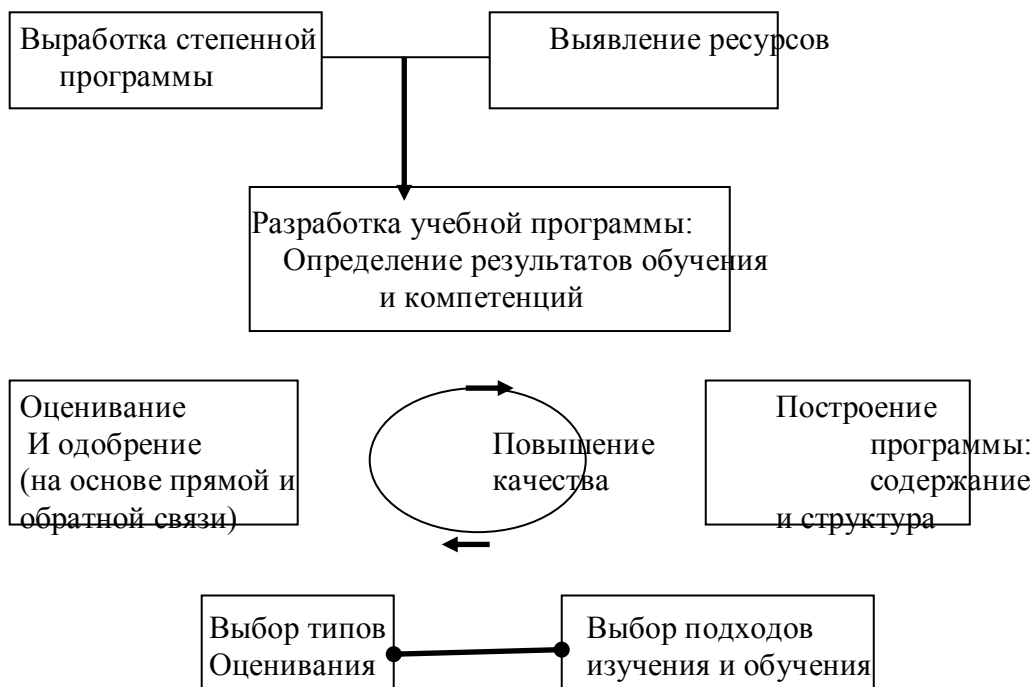 Выработка степенной
программы
Выявление ресурсов
Разработка учебной программы:
Определение результатов обучения
и компетенций
Оценивание
И одобрение
(на основе прямой и
обратной связи)
Повышение
качества
Построение
программы:
содержание
и структура
Выбор типов
Оценивания
Выбор подходов
изучения и обучения